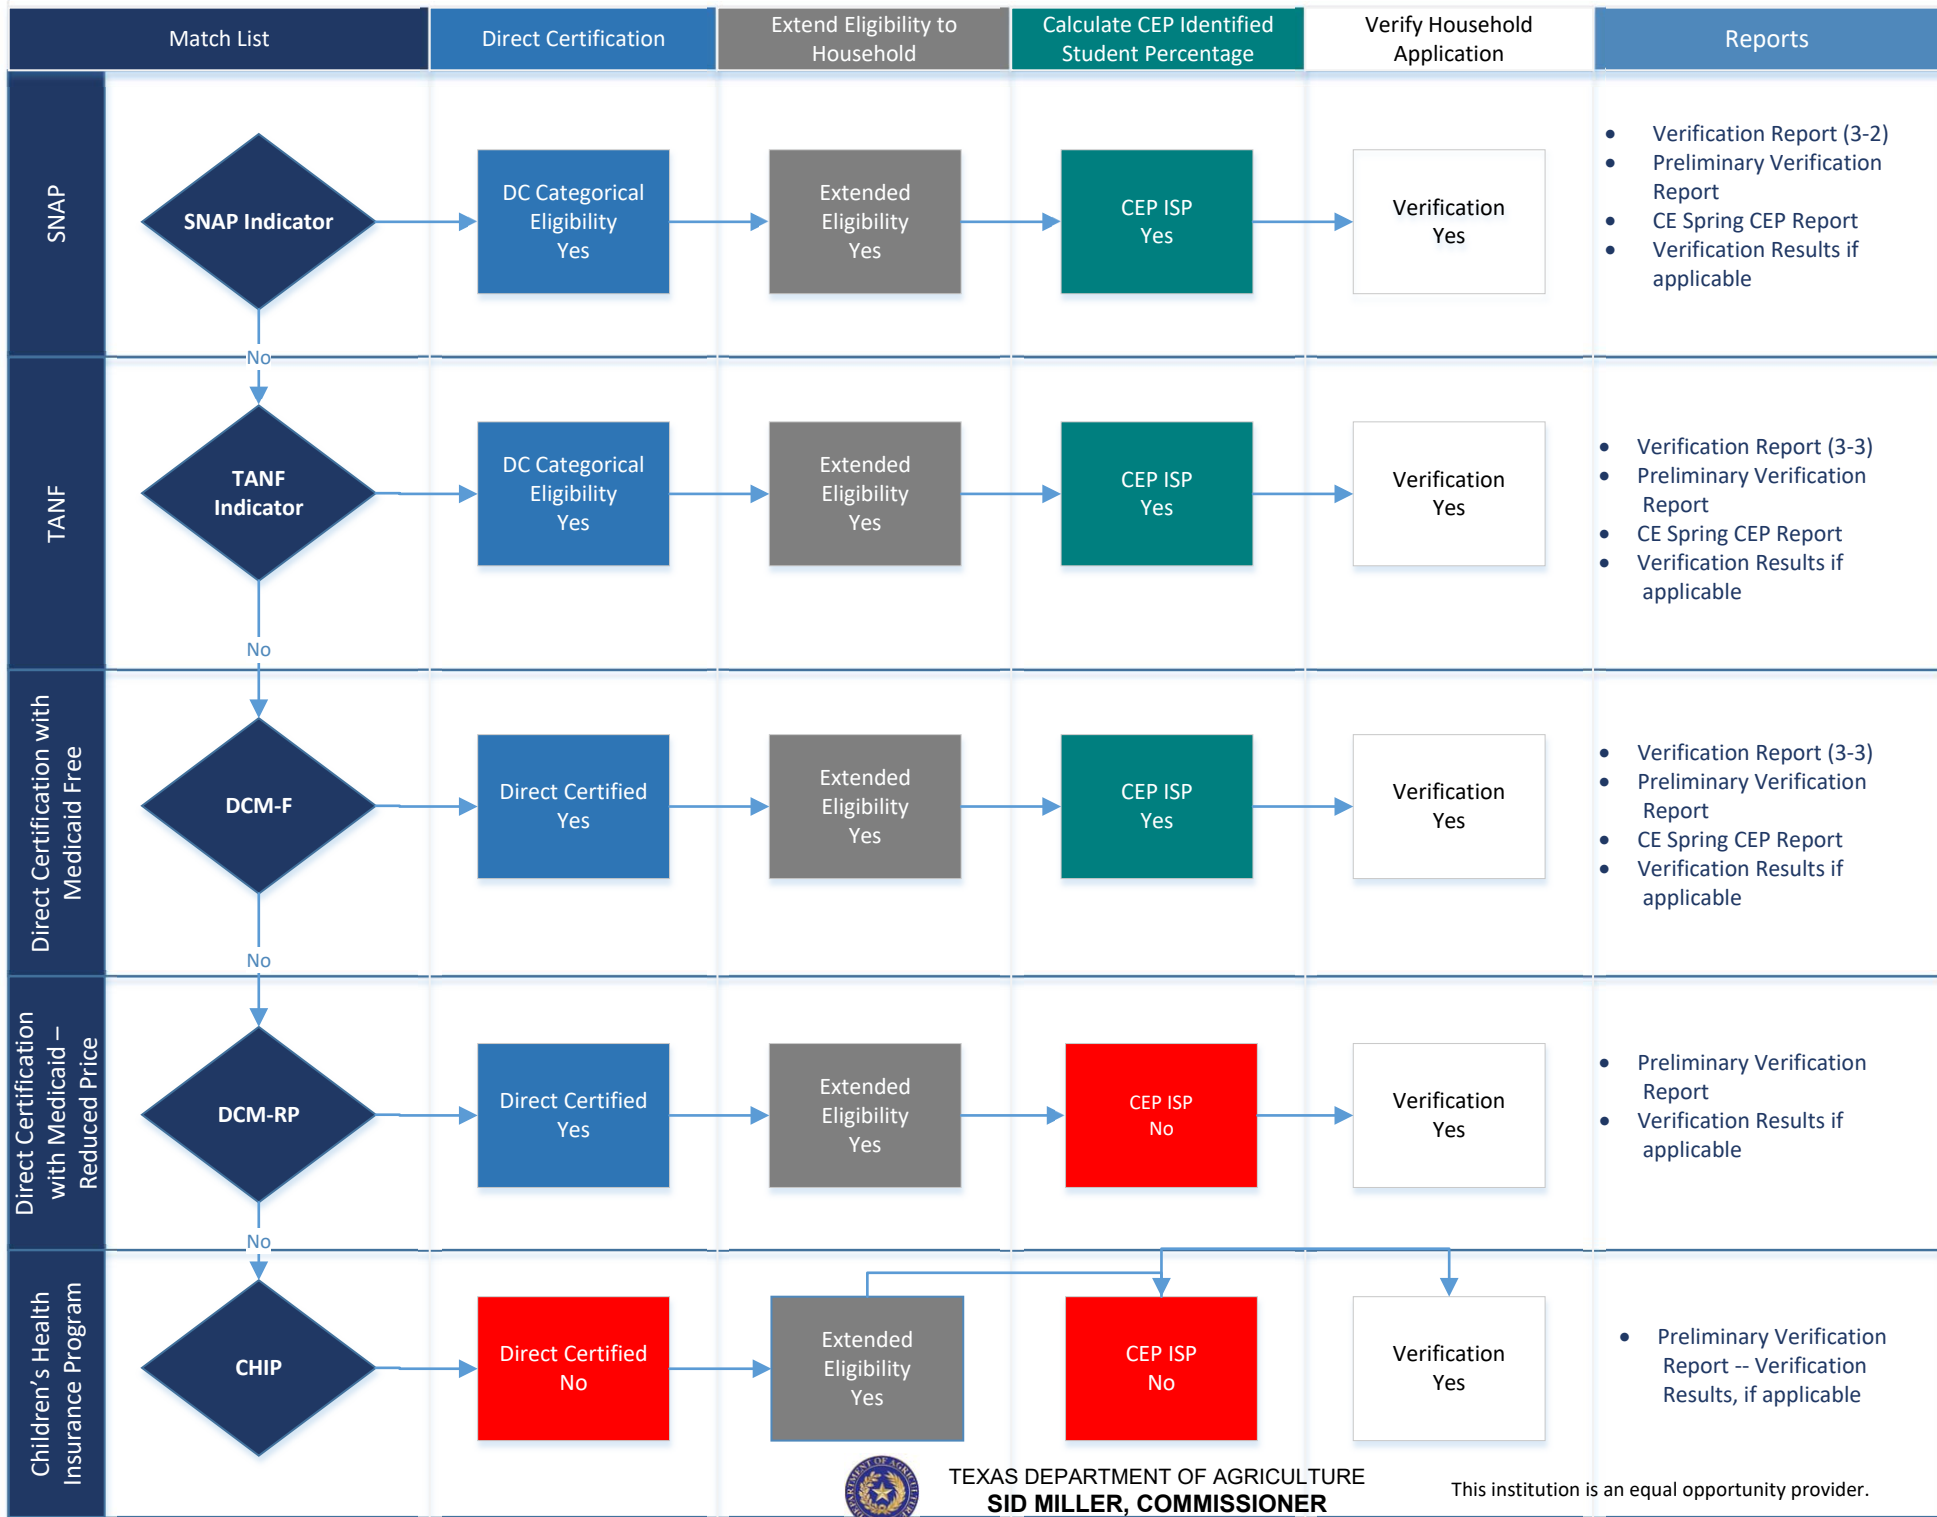 Match List
Direct Certification
Extend Eligibility to
Household
Calculate CEP Identified
Student Percentage
Verify Household
Application
Reports
SNAP
SNAP Indicator
DC Categorical
Eligibility
Yes
Extended
Eligibility
Yes
CEP ISP
Yes
Verification
Yes
• Verification Report (3-2)
• Preliminary Verification
Report
• CE Spring CEP Report
• Verification Results if
applicable
No
TANF
TANF
Indicator
DC Categorical
Eligibility
Yes
Extended
Eligibility
Yes
CEP ISP
Yes
Verification
Yes
• Verification Report (3-3)
• Preliminary Verification
Report
• CE Spring CEP Report
• Verification Results if
applicable
No
Direct Certification with
Medicaid Free
DCM-F
Direct Certified
Yes
Extended
Eligibility
Yes
CEP ISP
Yes
Verification
Yes
• Verification Report (3-3)
• Preliminary Verification
Report
• CE Spring CEP Report
• Verification Results if
applicable
No
Direct Certification
with Medicaid –
Reduced Price
DCM-RP
Direct Certified
Yes
Extended
Eligibility
Yes
CEP ISP
No
Verification
Yes
• Preliminary Verification
Report
• Verification Results if
applicable
No
Children's Health
Insurance Program
CHIP
Direct Certified
No
Extended
Eligibility
Yes
CEP ISP
No
Verification
Yes
• Preliminary Verification
Report -- Verification
Results, if applicable
TEXAS DEPARTMENT OF AGRICULTURE
SID MILLER, COMMISSIONER
This institution is an equal opportunity provider.